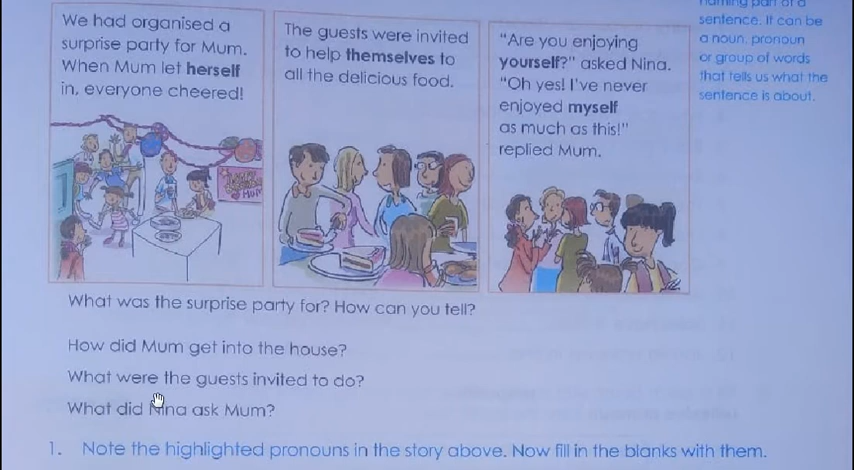 We had organised a
surprise party for Mum.
When Mum let herself
in, everyone cheered!
The guests were invited
to help themselves to
all the delicious food.
"Are you enjoying
yourself?" asked Nina.
"Oh yes! I've never
enjoyed myself
as much as this!"
replied Mum.
naming part of a
sentence. It can be
a noun, pronoun
or group of words
that tells us what the
sentence is about.
What was the surprise party for? How can you tell?
How did Mum get into the house?
What were the guests invited to do?
What did Nina ask Mum?
1. Note the highlighted pronouns in the story above. Now fill in the blanks with them.